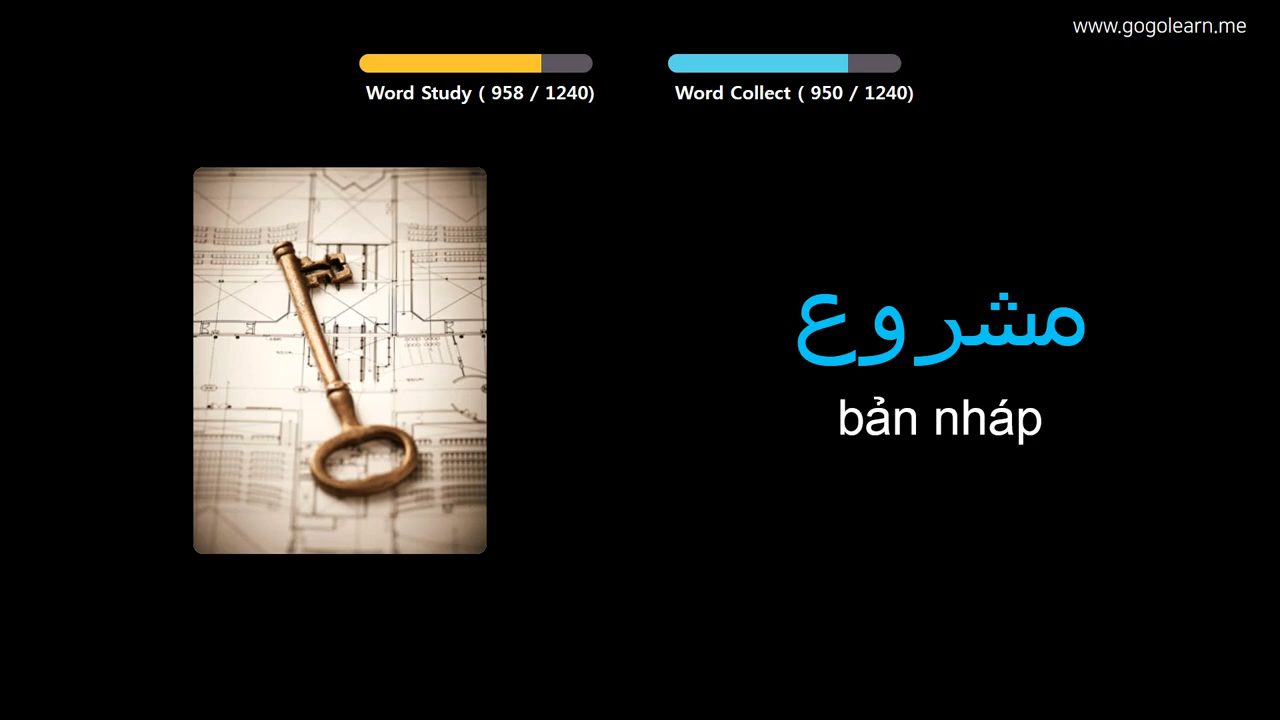 www.gogolearn.me
Word Study ( 958 / 1240)
Word Collect ( 950 / 1240)
مشروع
bản nháp